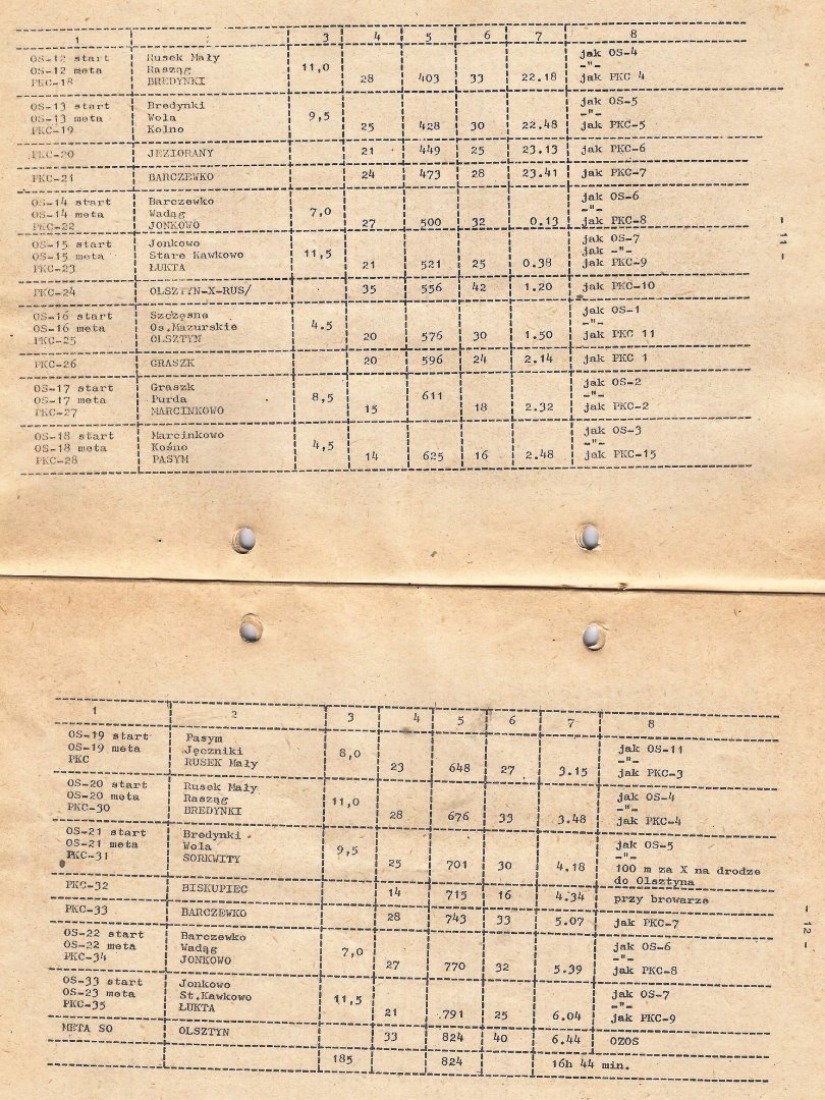 1 3 4 5 6 7 8
OS-12 start Rusek Mały jak OS-4
OS-12 meta Rasząg 11,0 -"-
PKC-18 BREDYNKI 28 403 33 22.18 jak PKC 4
OS-13 start Bredynki jak OS-5
OS-13 meta Wola 9,5 -"-
PKC-19 Kolno 25 428 30 22.48 jak PKC-5
PKC-20 JEZIORANY 21 449 25 23.13 jak PKC-6
PKC-21 BARCZEWKO 24 473 28 23.41 jak PKC-7
OS-14 start Barczewko jak OS-6
OS-14 meta Wadąg 7,0 -"-
PKC-22 JONKOWO 27 500 32 0.13 jak PKC-8
OS-15 start Jonkowo jak OS-7
OS-15 meta Stare Kawkowo 11,5 jak -"-
PKC-23 ŁUKTA 21 521 25 0.38 jak PKC-9
PKC-24 OLSZTYN-X-RUS/ 35 556 42 1.20 jak PKC-10
OS-16 start Szczęsne jak OS-1
OS-16 meta Os.Mazurskie 4.5 -"-
PKC-25 OLSZTYN 20 576 30 1.50 jak PKC 11
PKC-26 GRASZK 20 596 24 2,14 jak PKC 1
OS-17 start Graszk jak OS-2
OS-17 meta Purda 8,5 611 -"-
PKC-27 MARCINKOWO 15 18 2.32 jak PKC-2
OS-18 start Marcinkowo jak OS-3
OS-18 meta Kośno 4,5 -"-
PKC-28 PASYM 14 625 16 2.48 jak PKC-15
- 11 -
1 2 3 4 5 6 7 8
OS-19 start Pasym jak OS-11
OS-19 meta Jęczniki 8,0 -"-
PKC RUSEK Mały 23 648 27 3.15 jak PKC-3
OS-20 start Rusek Mały jak OS-4
OS-20 meta Rasząg 11,0 -"-
PKC-30 BREDYNKI 28 676 33 3.48 jak PKC-4
OS-21 start Bredynki jak OS-5
OS-21 meta Wola 9,5 -"-
PKC-31 SORKWITY 25 701 30 4.18 100 m za X na drodze
do Olsztyna
PKC-32 BISKUPIEC 14 715 16 4.34 przy browarze
PKC-33 BARCZEWKO 28 743 33 5.07 jak PKC-7
OS-22 start Barczewko jak OS-6
OS-22 meta Wadąg 7,0 -"-
PKC-34 JONKOWO 27 770 32 5.39 jak PKC-8
OS-33 start Jonkowo jak OS-7
OS-23 meta St.Kawkowo 11,5 -"-
PKC-35 ŁUKTA 21 791 25 6.04 jak PKC-9
META SO OLSZTYN 33 824 40 6.44 OZOS
185 824 16h 44 min.
- 12 -